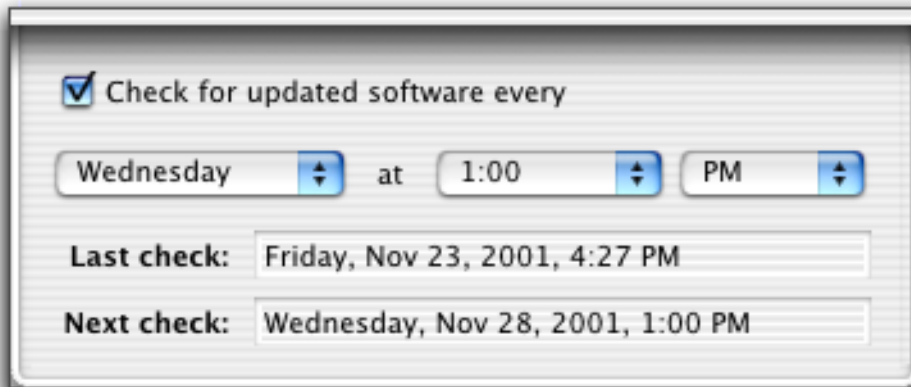 Check for updated software every
Wednesday at 1:00 PM
Last check: Friday, Nov 23, 2001, 4:27 PM
Next check: Wednesday, Nov 28, 2001, 1:00 PM